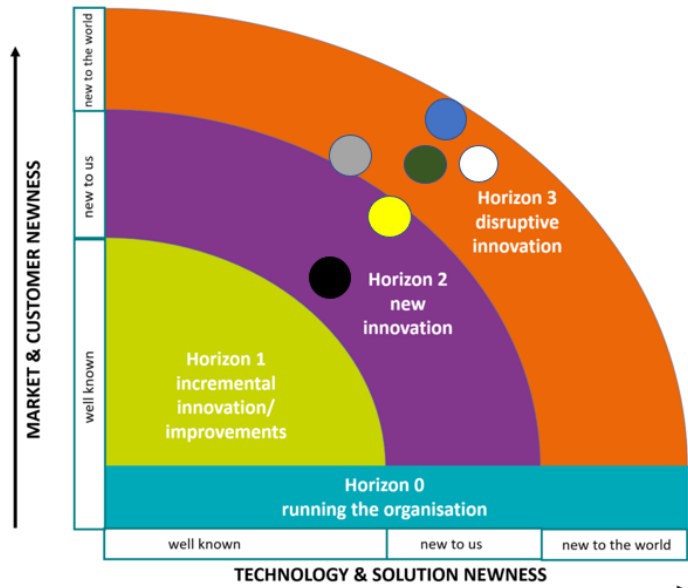 MARKET & CUSTOMER NEWNESS
new to the world
new to us
well known
Horizon 3
disruptive
innovation
Horizon 2
new
innovation
Horizon 1
incremental
innovation/
improvements
Horizon 0
running the organisation
well known
new to us
new to the world
TECHNOLOGY & SOLUTION NEWNESS